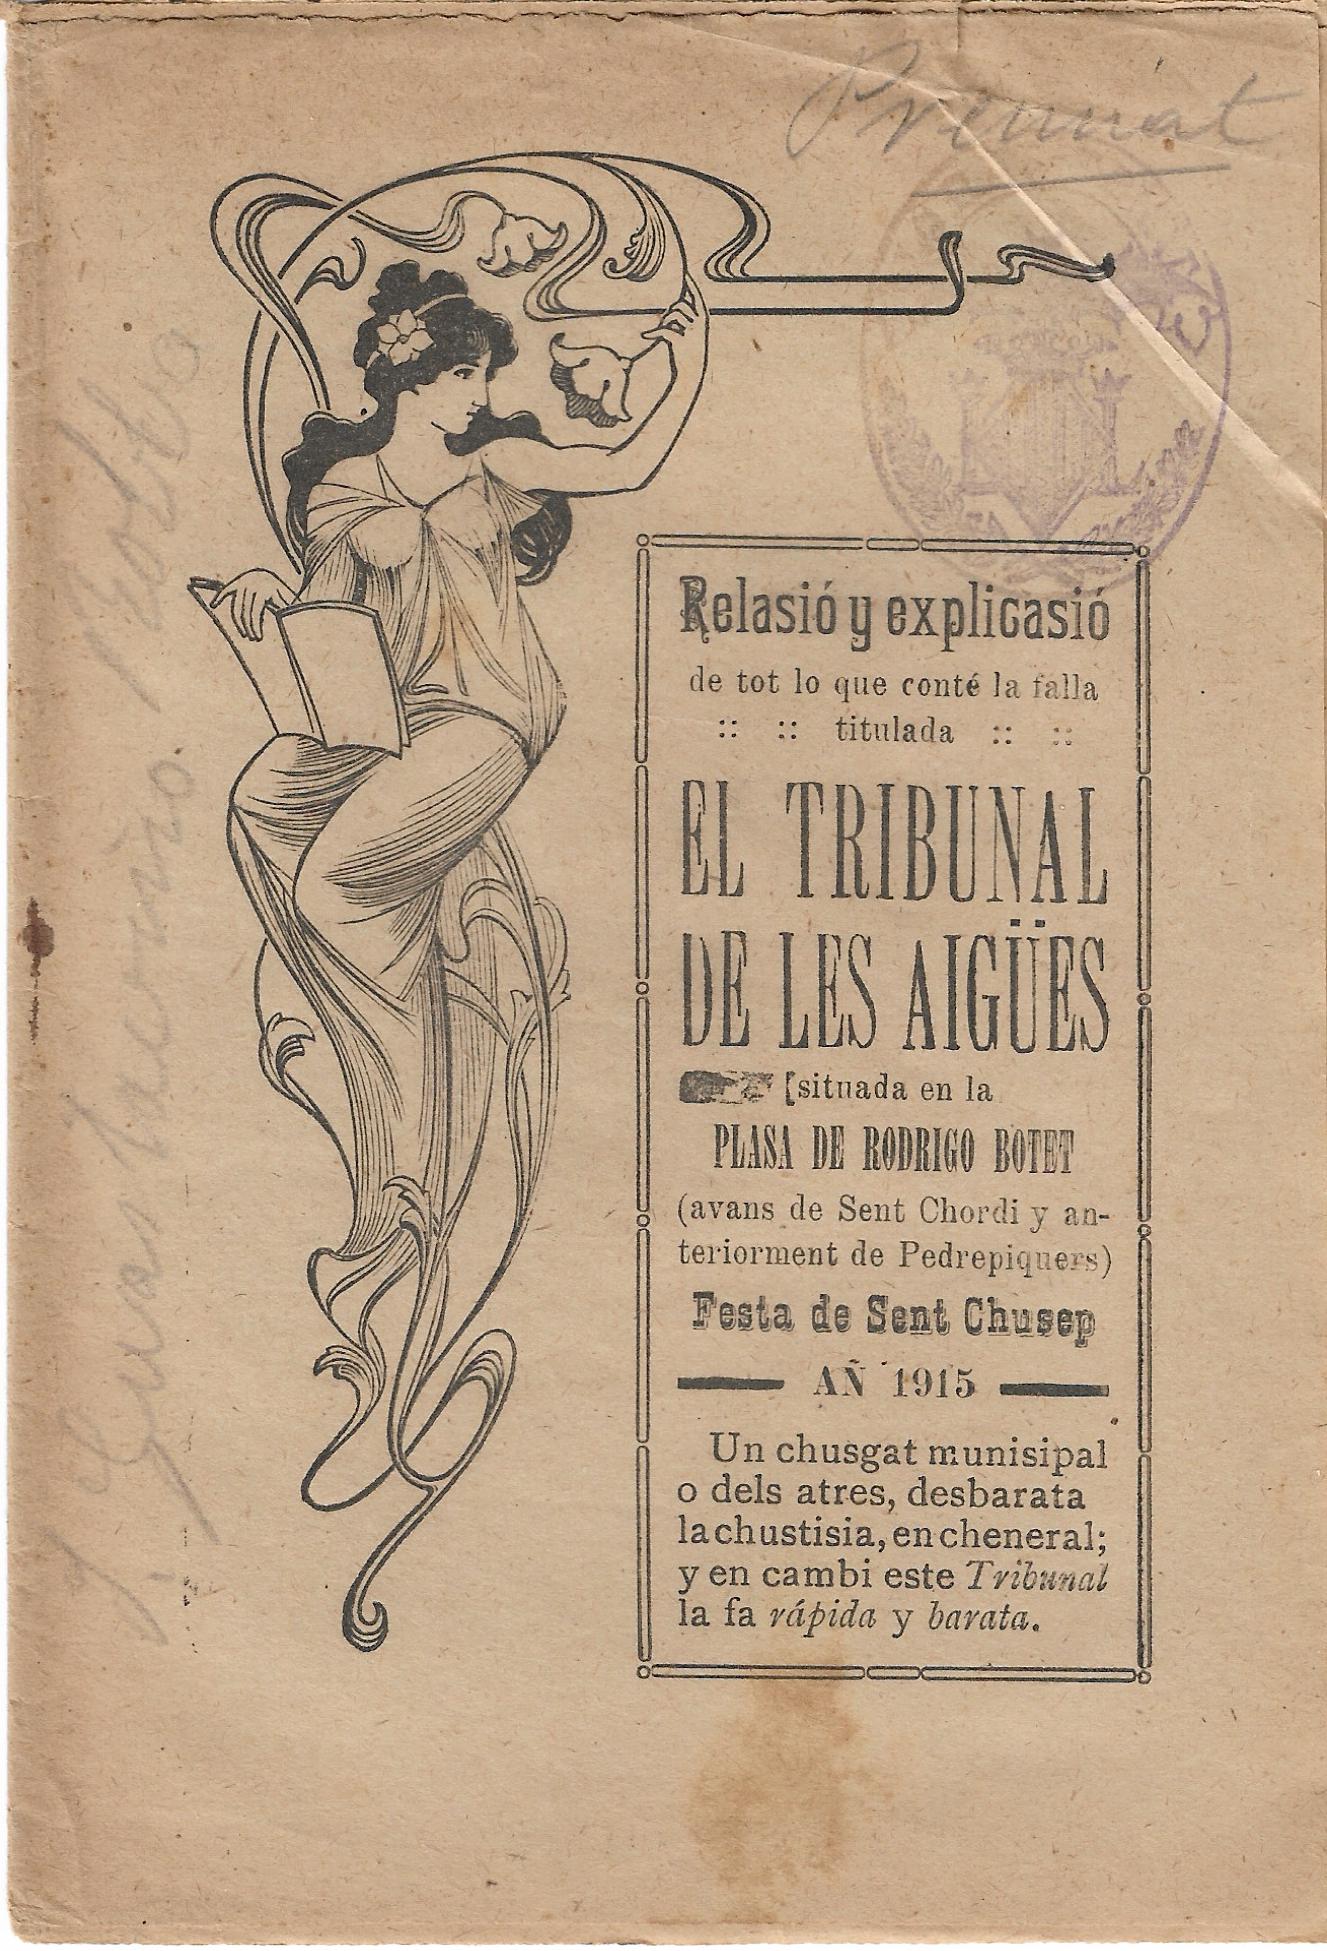 Premiat
Relasió y explicasió
de tot lo que conté la falla
:: :: titulada :: ::
EL TRIBUNAL
DE LES AIGÜES
[situada en la
PLASA DE RODRIGO BOTET
(avans de Sent Chordi y an-
teriorment de Pedrepiquers)
Festa de Sent Chusep
AÑ 1915
Un chusgat munisipal
o dels atres, desbarata
la chustisia, en cheneral;
y en cambi este Tribunal
la fa rápida y barata.